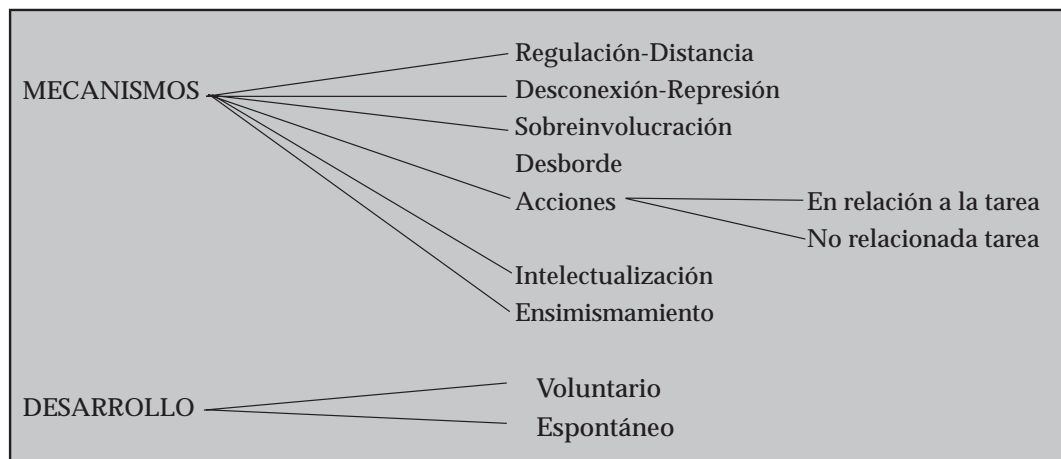 Regulación-Distancia
MECANISMOS
Desconexión-Represión
Sobreinvolucración
Desborde
Acciones
En relación a la tarea
No relacionada tarea
Intelectualización
Ensimismamiento
Voluntario
DESARROLLO
Espontáneo